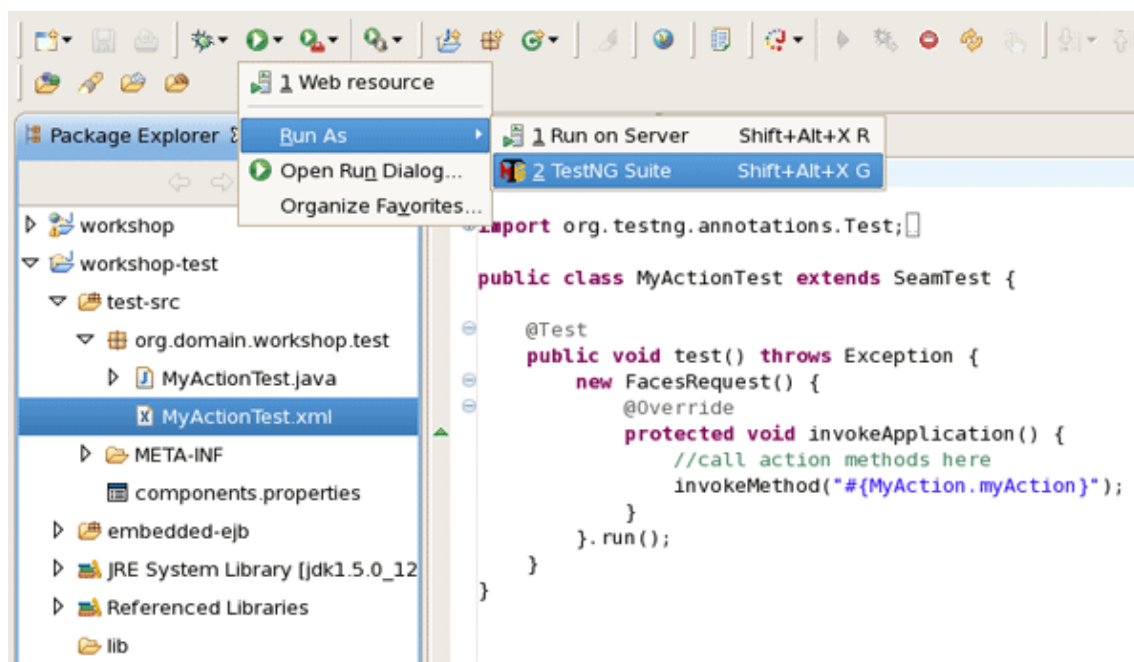 1 Web resource
Run As
Open Run Dialog...
Organize Favorites...
1 Run on Server Shift+Alt+X R
2 TestNG Suite Shift+Alt+X G
Package Explorer
workshop
workshop-test
test-src
org.domain.workshop.test
MyActionTest.java
MyActionTest.xml
META-INF
components.properties
embedded-ejb
JRE System Library [jdk1.5.0_12
Referenced Libraries
lib
import org.testng.annotations.Test;
public class MyActionTest extends SeamTest {
@Test
public void test() throws Exception {
new FacesRequest() {
@Override
protected void invokeApplication() {
//call action methods here
invokeMethod("#{MyAction.myAction}");
}
}.run();
}
}